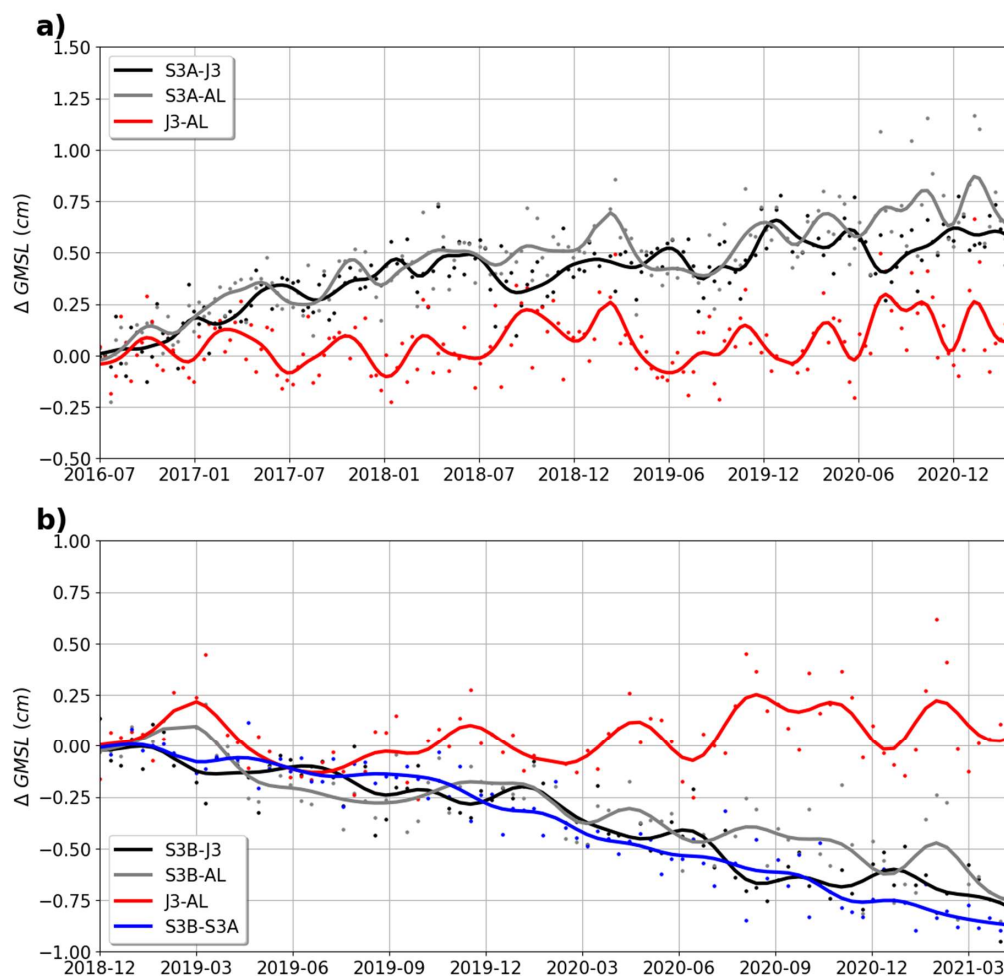 a)
1.50
1.25
1.00
0.75
0.50
0.25
0.00
−0.25
−0.50
Δ GMSL (cm)
S3A-J3
S3A-AL
J3-AL
2016-07 2017-01 2017-07 2018-01 2018-07 2018-12 2019-06 2019-12 2020-06 2020-12
b)
1.00
0.75
0.50
0.25
0.00
−0.25
−0.50
−0.75
−1.00
Δ GMSL (cm)
S3B-J3
S3B-AL
J3-AL
S3B-S3A
2018-12 2019-03 2019-06 2019-09 2019-12 2020-03 2020-06 2020-09 2020-12 2021-03